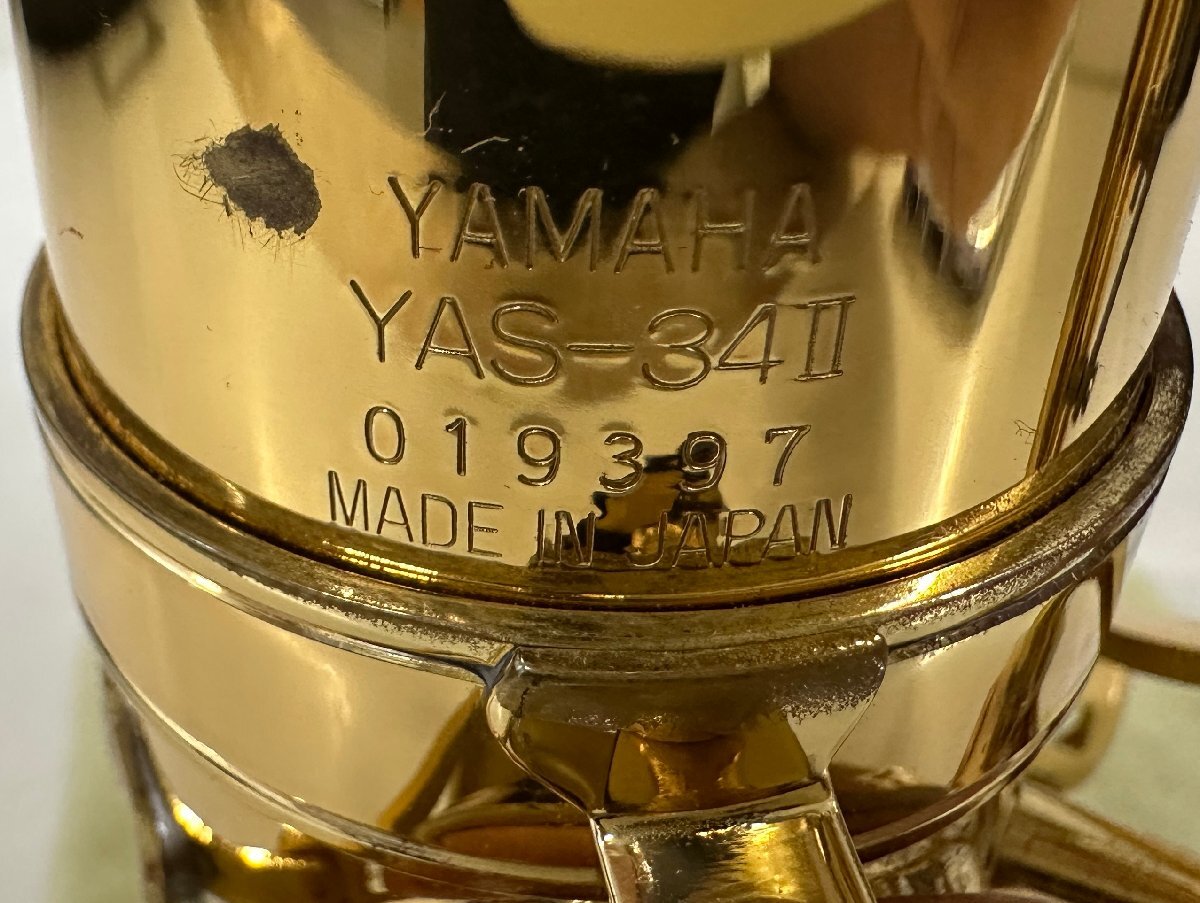 YAMAHA
YAS-34II
019397
MADE IN JAPAN